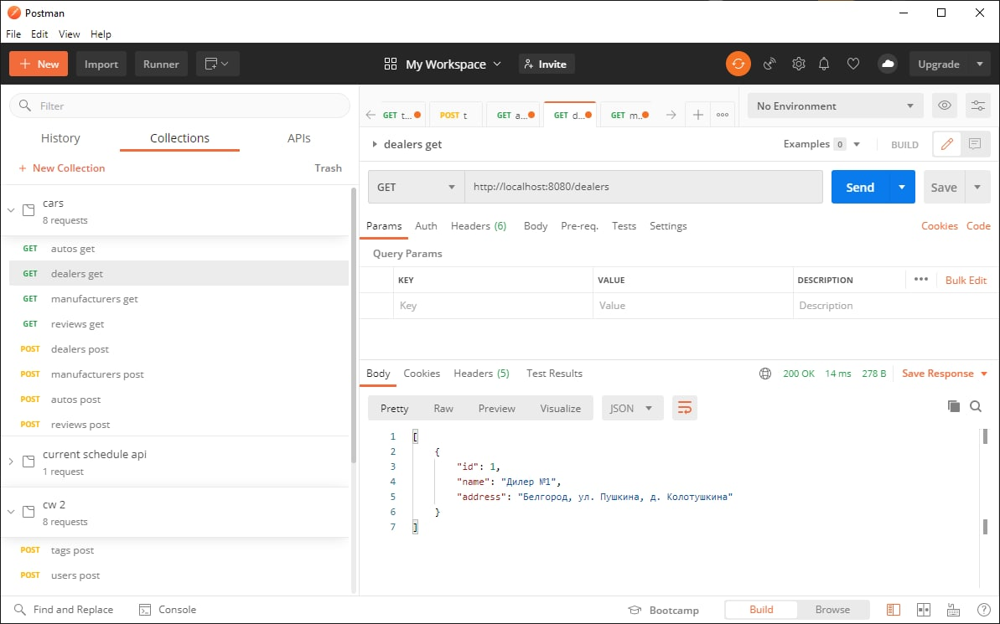 Postman
File Edit View Help
New Import Runner My Workspace Invite Upgrade
Filter
History Collections APIs
+ New Collection Trash
cars
8 requests
GET autos get
GET dealers get
GET manufacturers get
GET reviews get
POST dealers post
POST manufacturers post
POST autos post
POST reviews post
current schedule api
1 request
cw 2
8 requests
POST tags post
POST users post
GET t... POST t GET a... GET d... GET m... No Environment
dealers get Examples 0 BUILD
GET http://localhost:8080/dealers Send Save
Params Auth Headers (6) Body Pre-req. Tests Settings Cookies Code
Query Params
KEY VALUE DESCRIPTION Bulk Edit
Key Value Description
Body Cookies Headers (5) Test Results 200 OK 14 ms 278 B Save Response
Pretty Raw Preview Visualize JSON
1 [
2 {
3 "id": 1,
4 "name": "Дилер №1",
5 "address": "Белгород, ул. Пушкина, д. Колотушкина"
6 }
7 ]
Find and Replace Console Bootcamp Build Browse